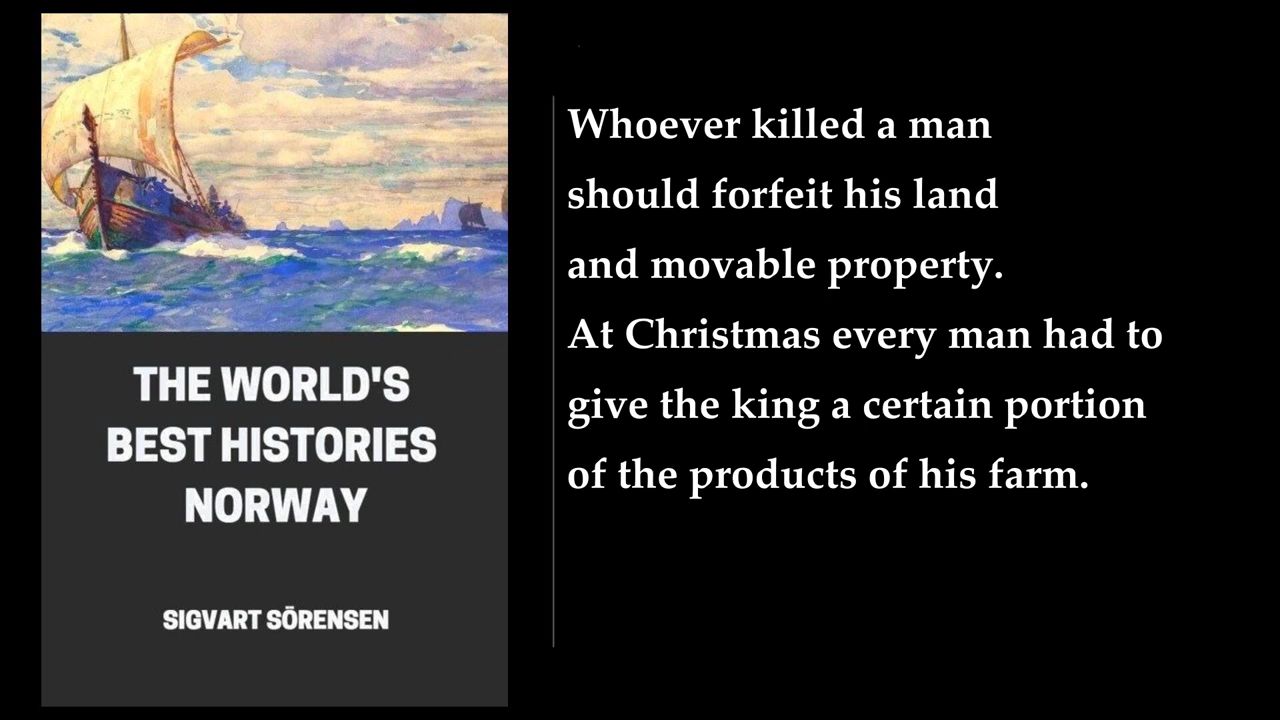 THE WORLD'S
BEST HISTORIES
NORWAY
SIGVART SÖRENSEN
Whoever killed a man
should forfeit his land
and movable property.
At Christmas every man had to
give the king a certain portion
of the products of his farm.